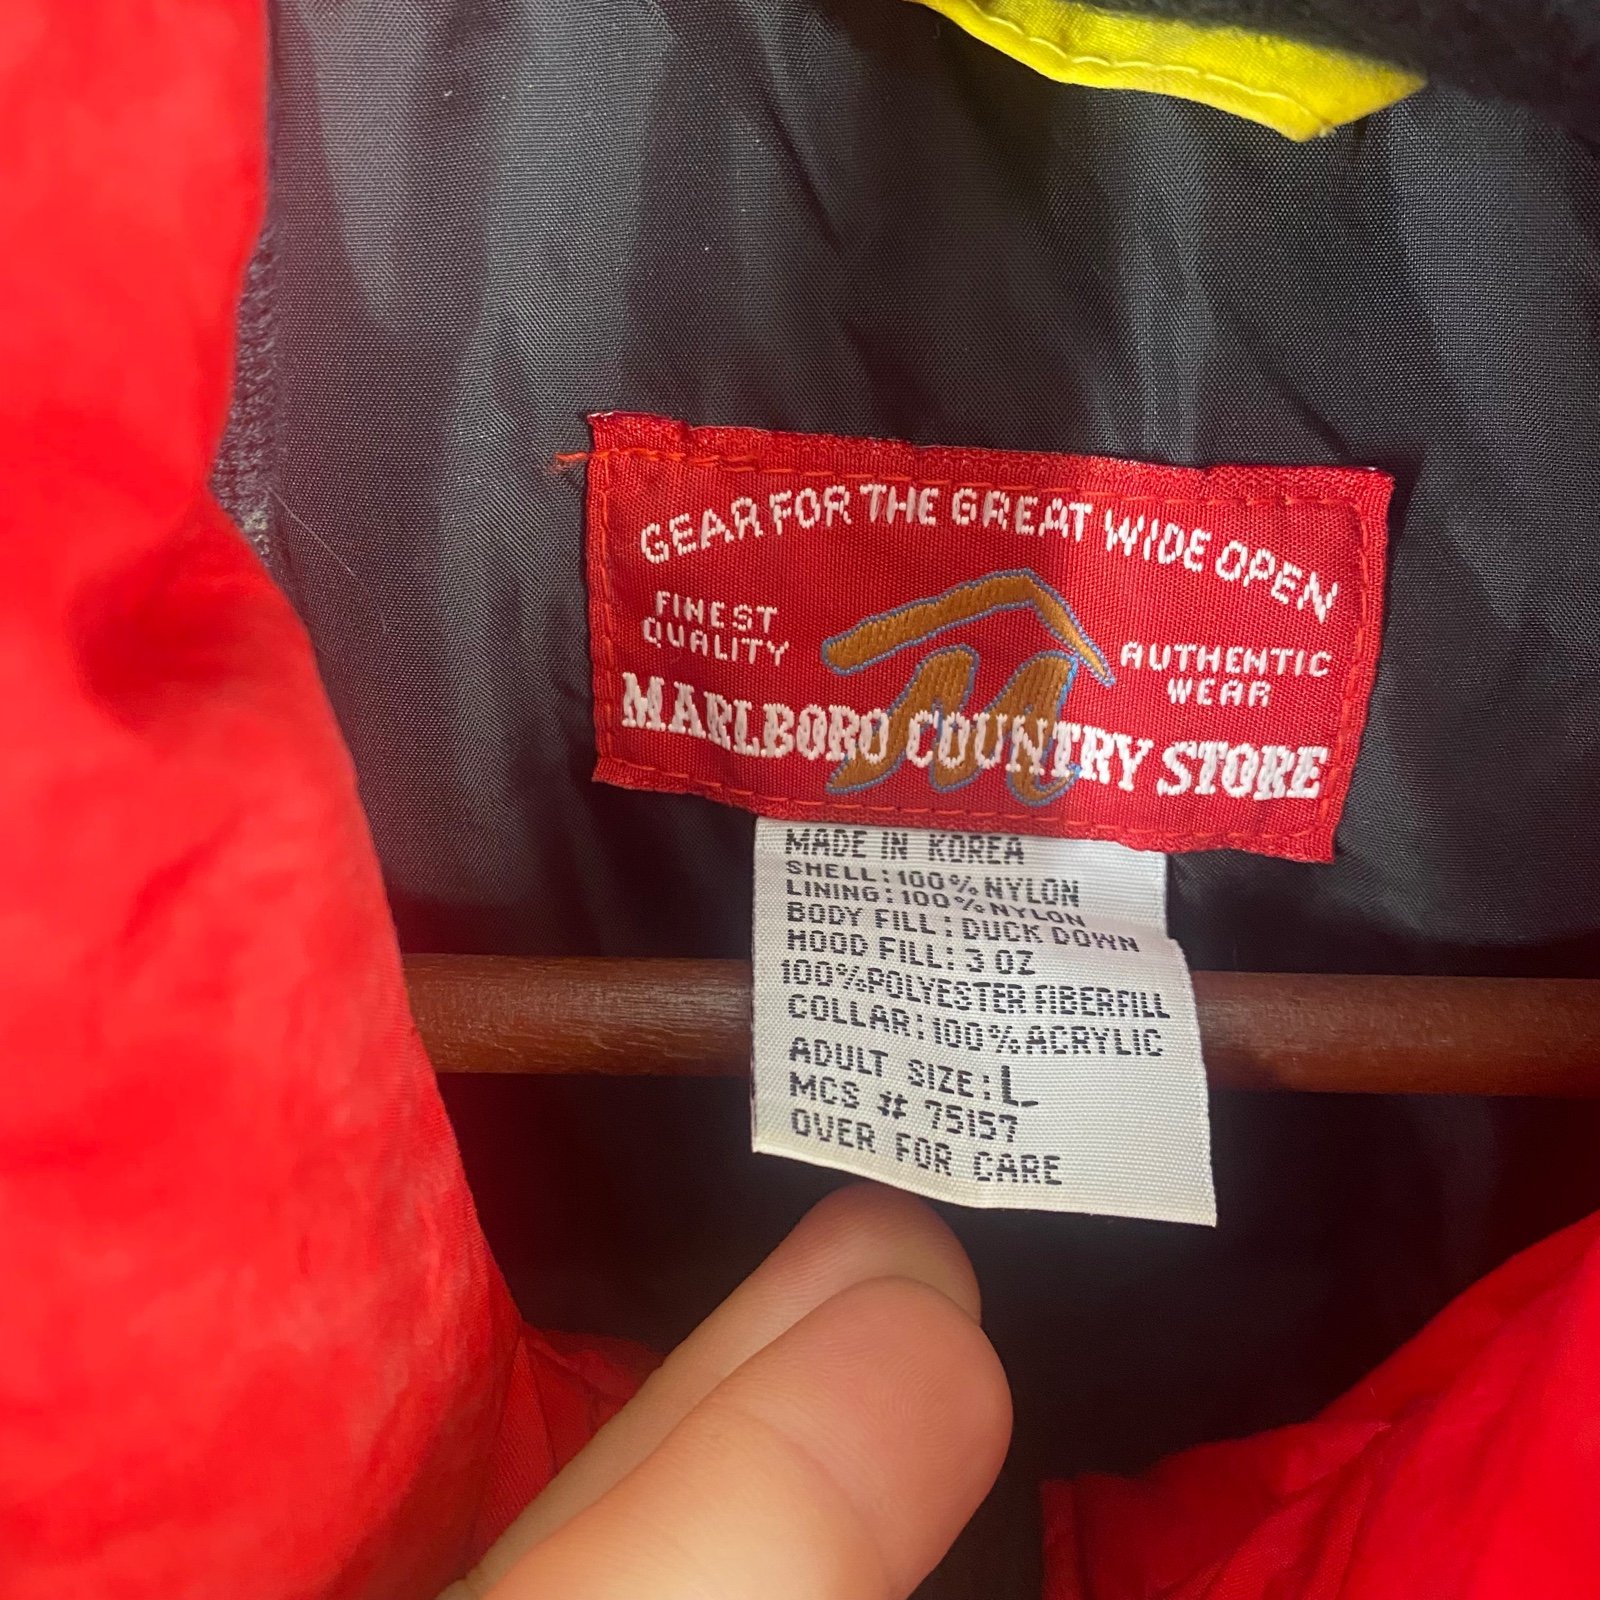 GEAR FOR THE GREAT WIDE OPEN
FINEST
QUALITY
AUTHENTIC
WEAR
M
MARLBORO COUNTRY STORE
MADE IN KOREA
SHELL:100% NYLON
LINING:100% NYLON
BODY FILL: DUCK DOWN
HOOD FILL: 3 OZ
100% POLYESTER FIBERFILL
COLLAR:100% ACRYLIC
ADULT SIZE: L
MCS # 75157
OVER FOR CARE